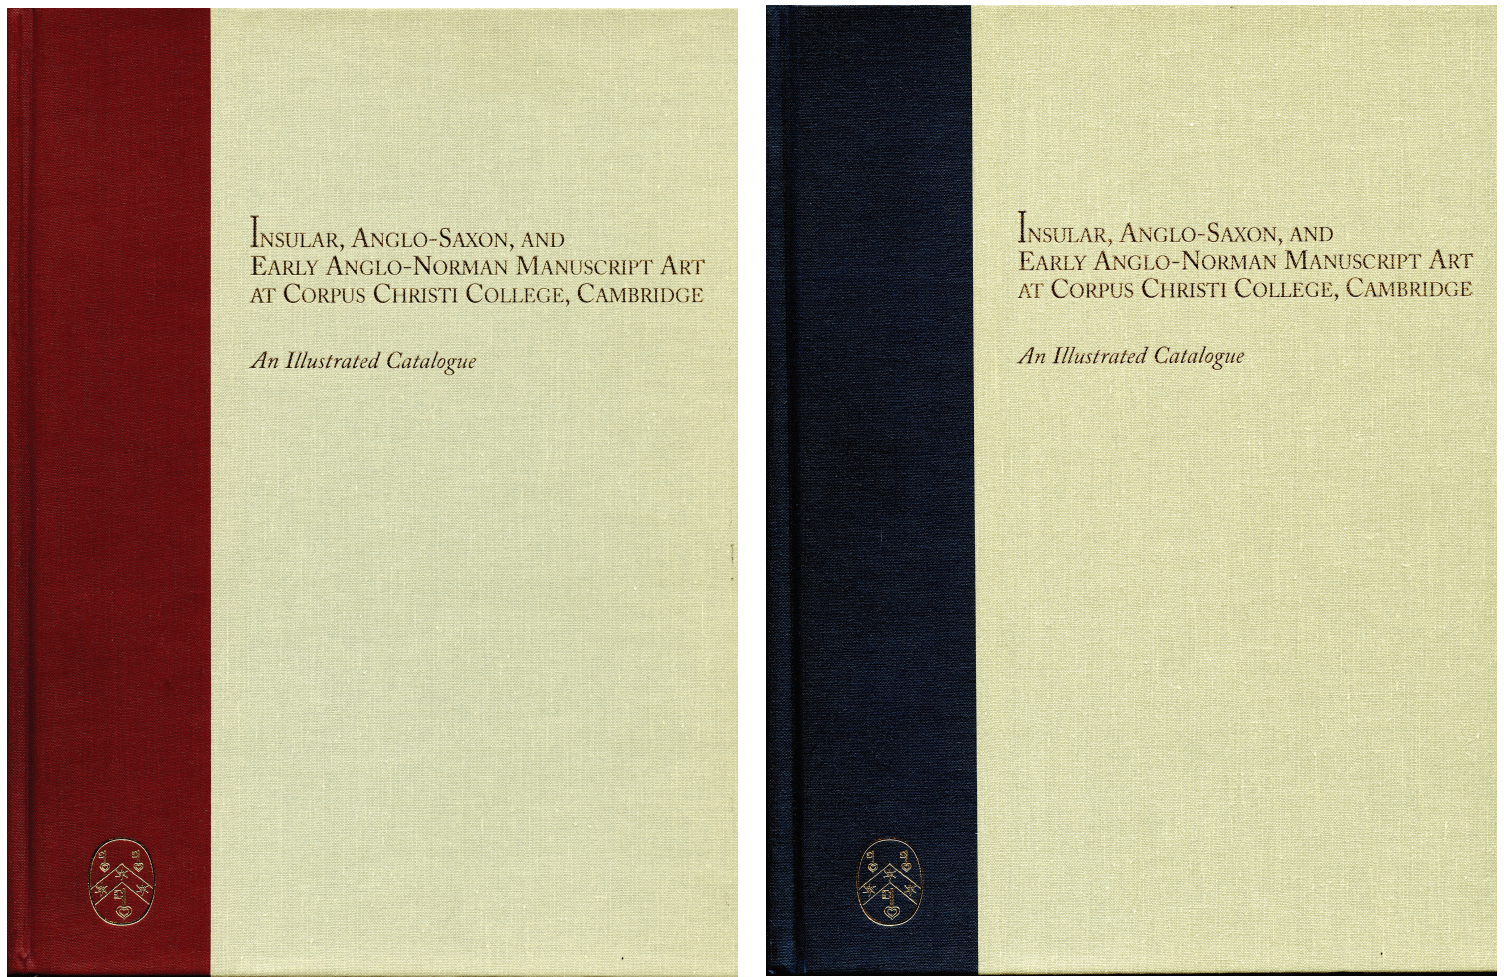 INSULAR, ANGLO-SAXON, AND
EARLY ANGLO-NORMAN MANUSCRIPT ART
AT CORPUS CHRISTI COLLEGE, CAMBRIDGE
An Illustrated Catalogue
INSULAR, ANGLO-SAXON, AND
EARLY ANGLO-NORMAN MANUSCRIPT ART
AT CORPUS CHRISTI COLLEGE, CAMBRIDGE
An Illustrated Catalogue